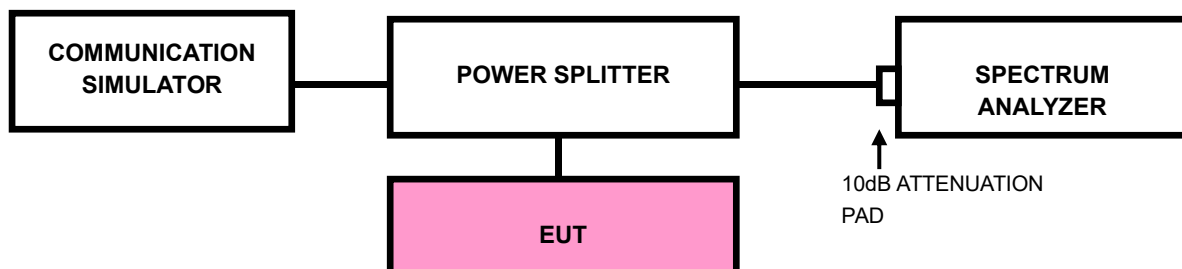 COMMUNICATION
SIMULATOR
POWER SPLITTER
SPECTRUM
ANALYZER
10dB ATTENUATION
PAD
EUT